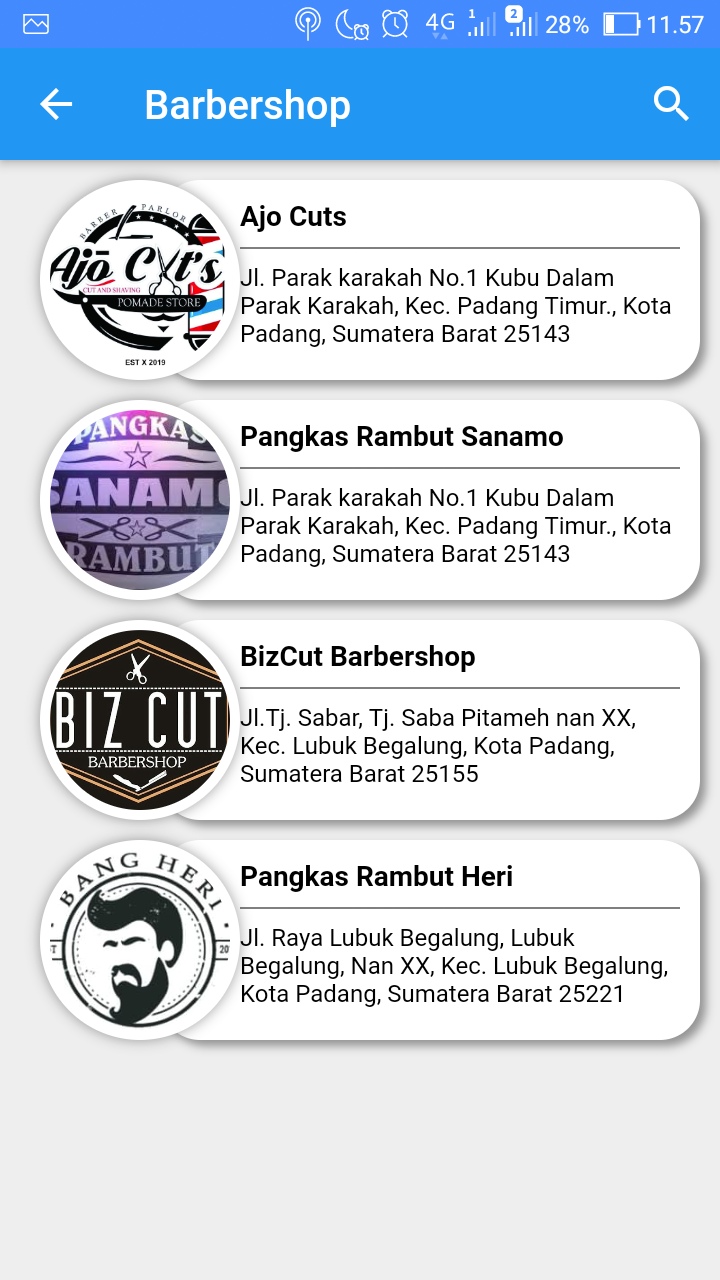 4G 1 2 28% 11.57
Barbershop
BARBER PARLOR
Ajo Cut's
CUT AND SHAVING
POMADE STORE
EST X 2019
Ajo Cuts
Jl. Parak karakah No.1 Kubu Dalam
Parak Karakah, Kec. Padang Timur., Kota
Padang, Sumatera Barat 25143
PANGKAS
SANAMO
RAMBUT
Pangkas Rambut Sanamo
Jl. Parak karakah No.1 Kubu Dalam
Parak Karakah, Kec. Padang Timur., Kota
Padang, Sumatera Barat 25143
BIZ CUT
BARBERSHOP
BizCut Barbershop
Jl.Tj. Sabar, Tj. Saba Pitameh nan XX,
Kec. Lubuk Begalung, Kota Padang,
Sumatera Barat 25155
BANG HERI
T 20
Pangkas Rambut Heri
Jl. Raya Lubuk Begalung, Lubuk
Begalung, Nan XX, Kec. Lubuk Begalung,
Kota Padang, Sumatera Barat 25221